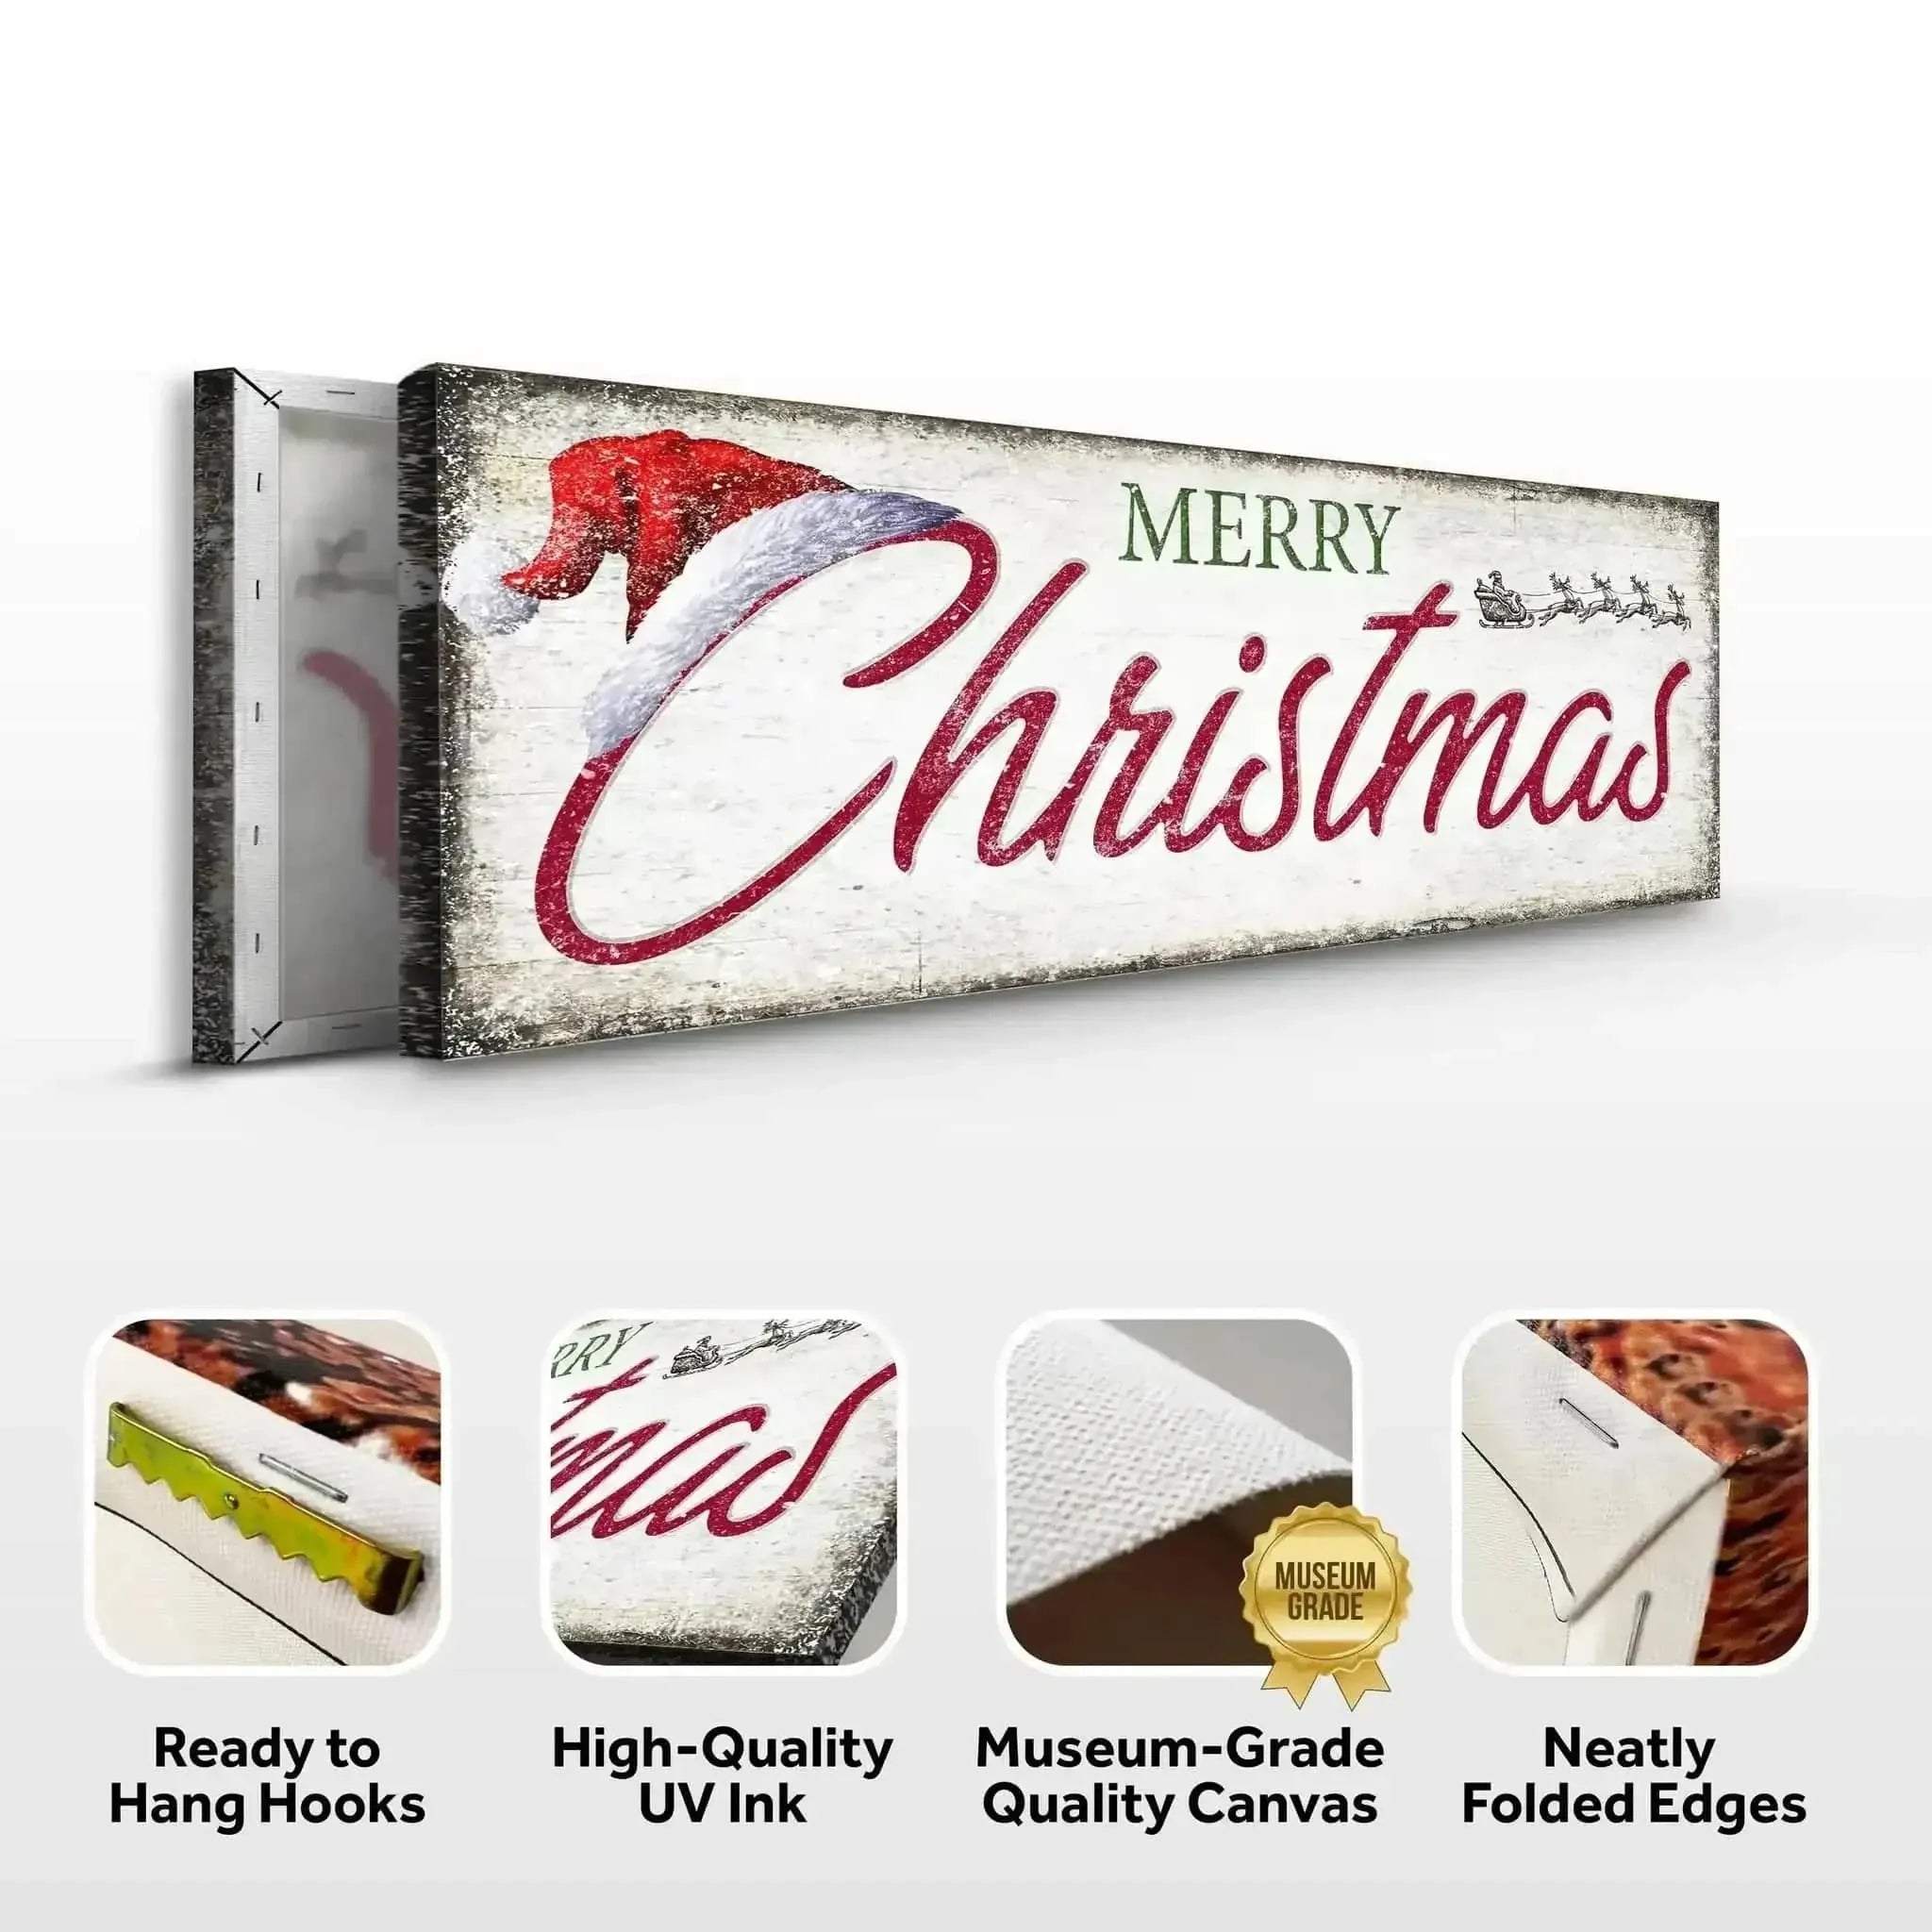 MERRY
Christmas
RRY
mas
MUSEUM
GRADE
Ready to
Hang Hooks
High-Quality
UV Ink
Museum-Grade
Quality Canvas
Neatly
Folded Edges